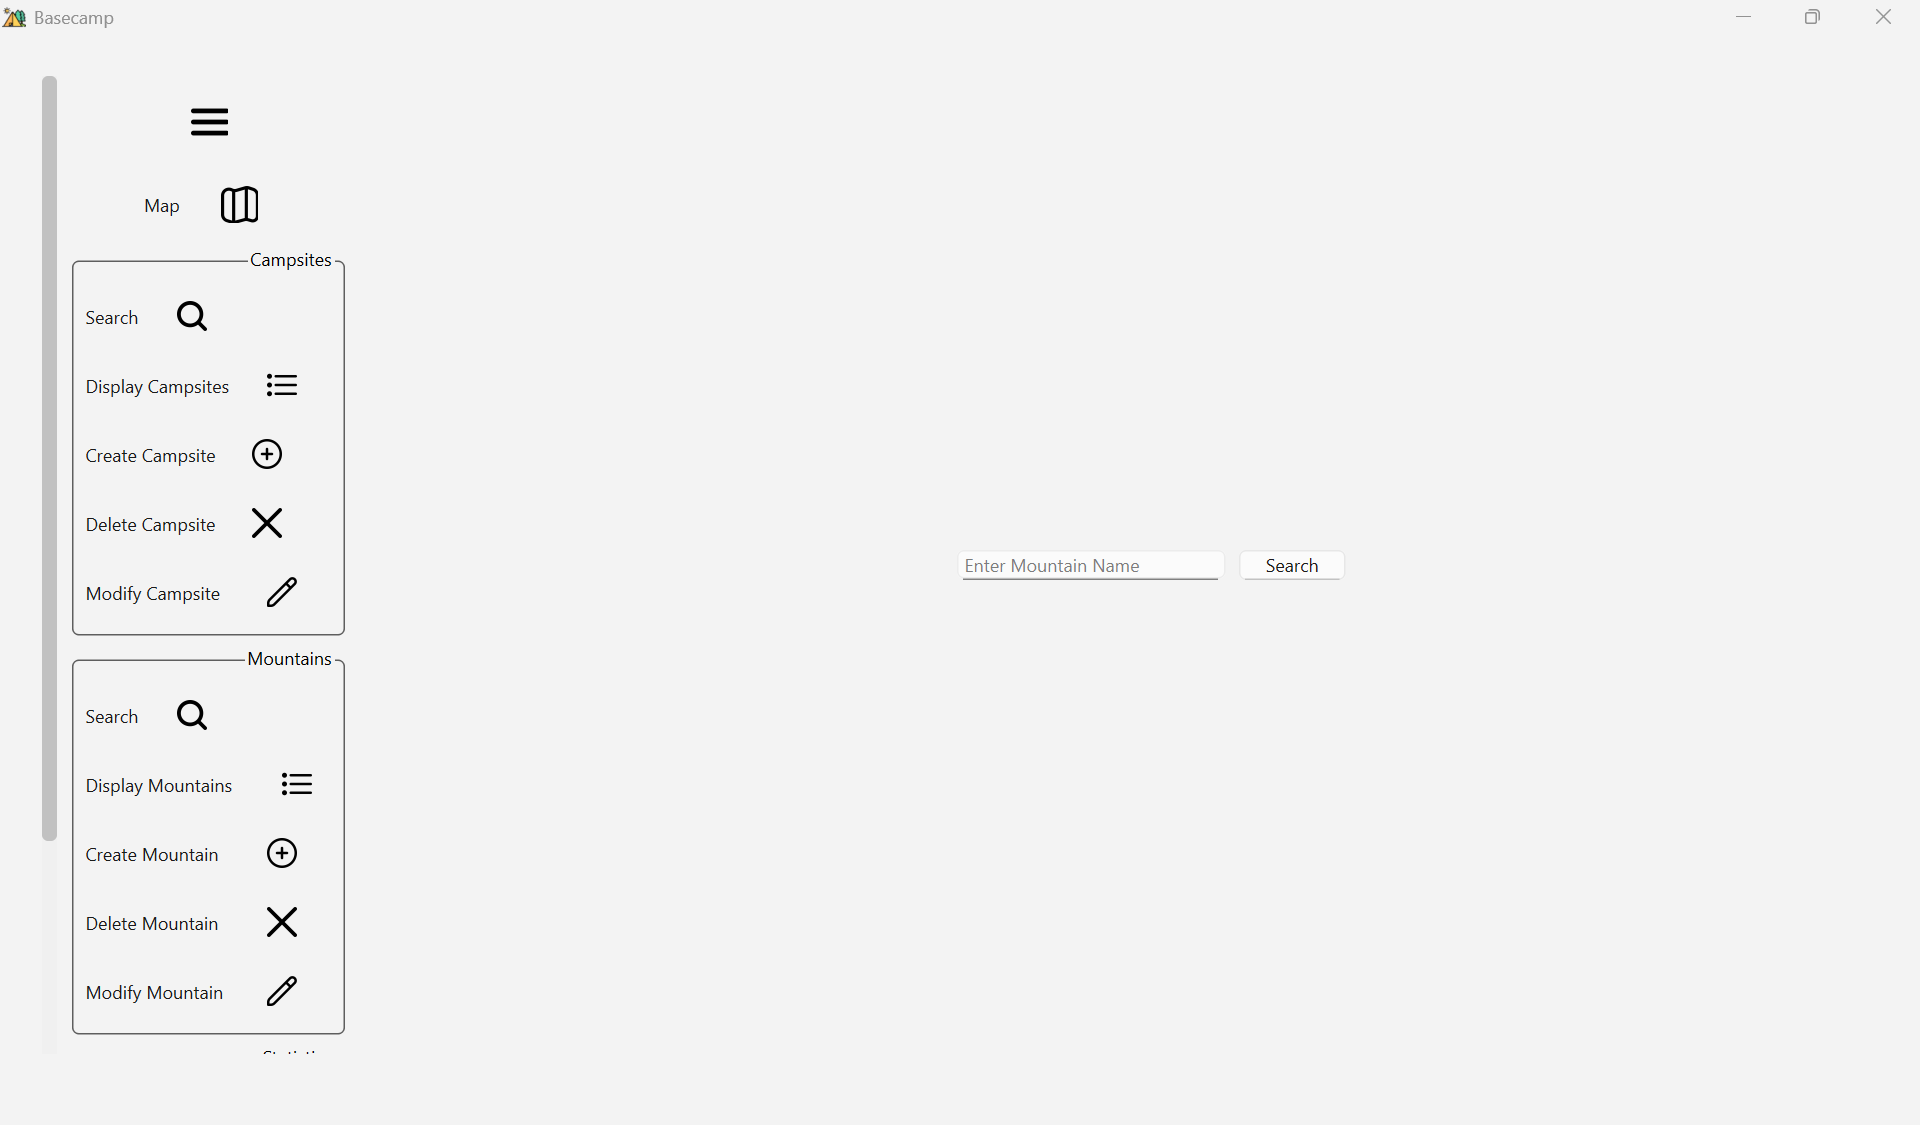 Basecamp
Map
Campsites
Search
Display Campsites
Create Campsite
Delete Campsite
Modify Campsite
Enter Mountain Name
Search
Mountains
Search
Display Mountains
Create Mountain
Delete Mountain
Modify Mountain